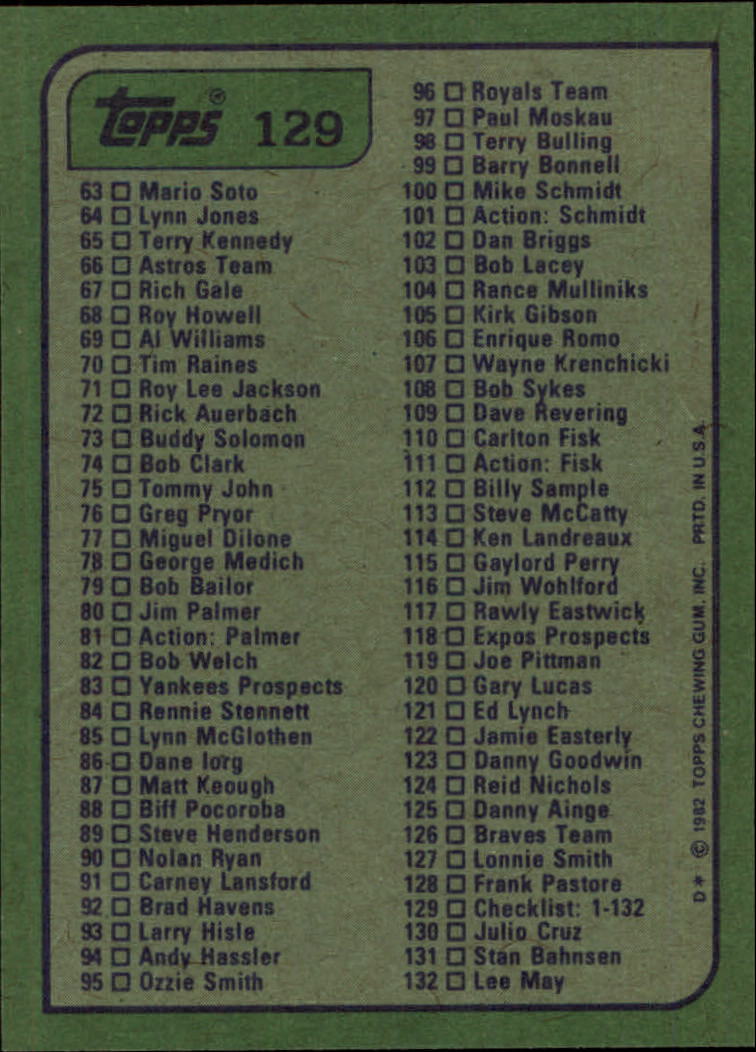 Topps® 129
63 □ Mario Soto
64 □ Lynn Jones
65 □ Terry Kennedy
66 □ Astros Team
67 □ Rich Gale
68 □ Roy Howell
69 □ Al Williams
70 □ Tim Raines
71 □ Roy Lee Jackson
72 □ Rick Auerbach
73 □ Buddy Solomon
74 □ Bob Clark
75 □ Tommy John
76 □ Greg Pryor
77 □ Miguel Dilone
78 □ George Medich
79 □ Bob Bailor
80 □ Jim Palmer
81 □ Action: Palmer
82 □ Bob Welch
83 □ Yankees Prospects
84 □ Rennie Stennett
85 □ Lynn McGlothen
86 □ Dane Iorg
87 □ Matt Keough
88 □ Biff Pocoroba
89 □ Steve Henderson
90 □ Nolan Ryan
91 □ Carney Lansford
92 □ Brad Havens
93 □ Larry Hisle
94 □ Andy Hassler
95 □ Ozzie Smith
96 □ Royals Team
97 □ Paul Moskau
98 □ Terry Bulling
99 □ Barry Bonnell
100 □ Mike Schmidt
101 □ Action: Schmidt
102 □ Dan Briggs
103 □ Bob Lacey
104 □ Rance Mulliniks
105 □ Kirk Gibson
106 □ Enrique Romo
107 □ Wayne Krenchicki
108 □ Bob Sykes
109 □ Dave Revering
110 □ Carlton Fisk
111 □ Action: Fisk
112 □ Billy Sample
113 □ Steve McCatty
114 □ Ken Landreaux
115 □ Gaylord Perry
116 □ Jim Wohlford
117 □ Rawly Eastwick
118 □ Expos Prospects
119 □ Joe Pittman
120 □ Gary Lucas
121 □ Ed Lynch
122 □ Jamie Easterly
123 □ Danny Goodwin
124 □ Reid Nichols
125 □ Danny Ainge
126 □ Braves Team
127 □ Lonnie Smith
128 □ Frank Pastore
129 □ Checklist: 1-132
130 □ Julio Cruz
131 □ Stan Bahnsen
132 □ Lee May
D* © 1982 TOPPS CHEWING GUM, INC. PRTD. IN U.S.A.